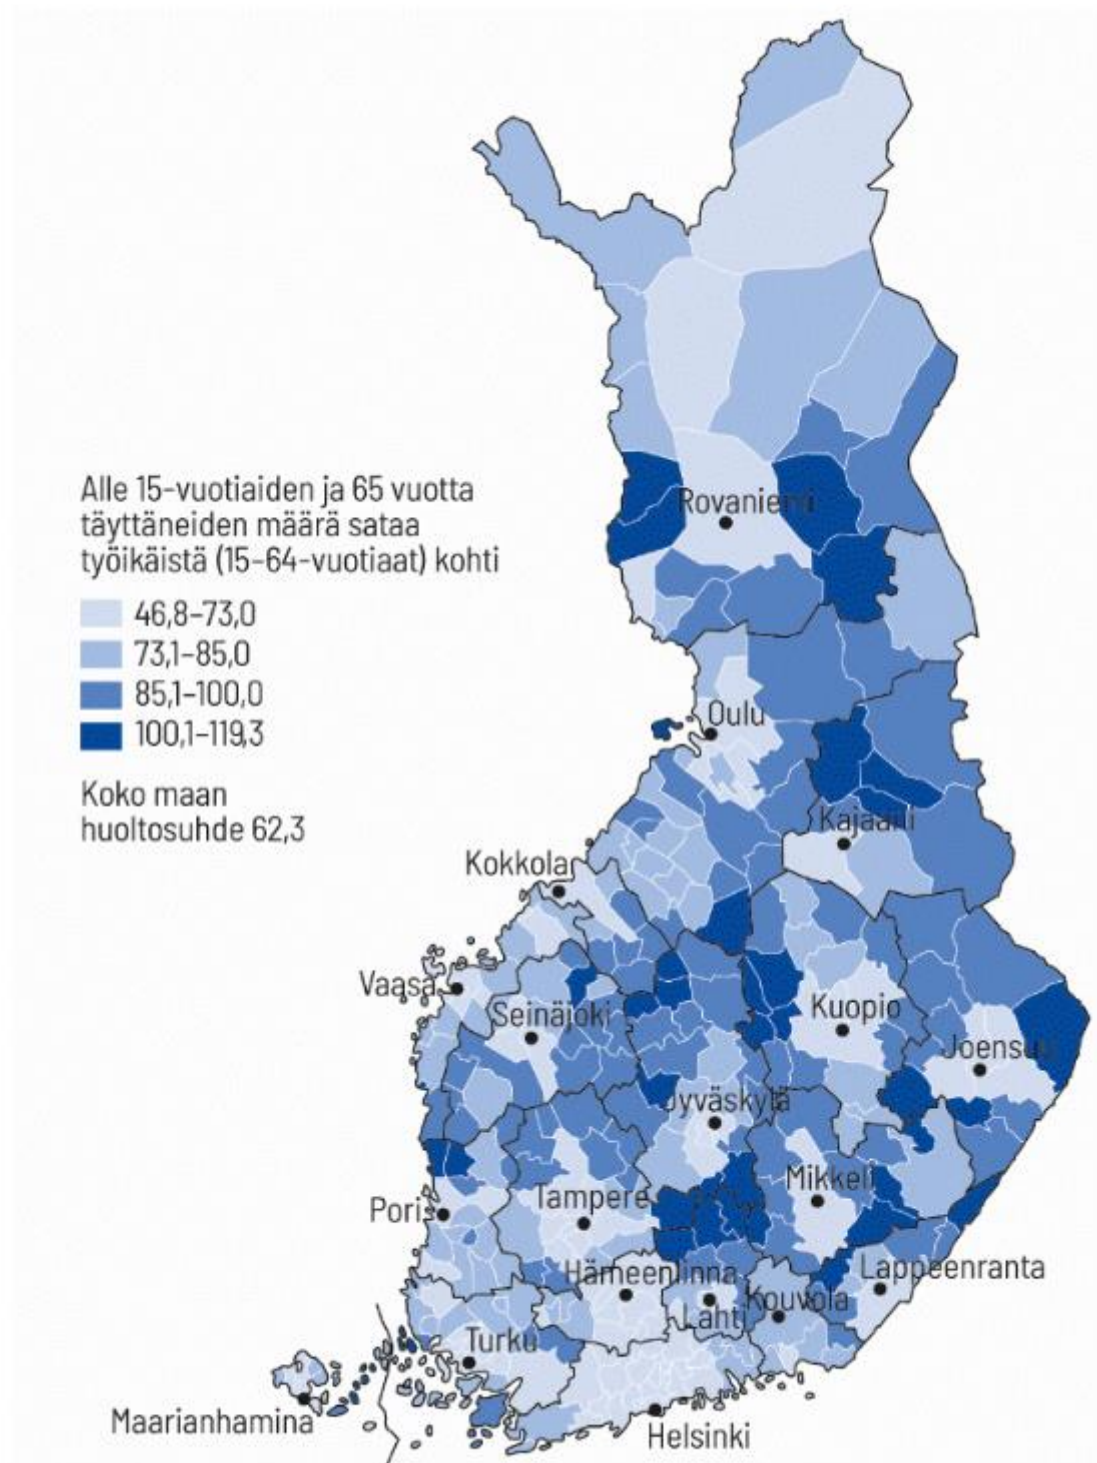 Alle 15-vuotiaiden ja 65 vuotta
täyttäneiden määrä sataa
työikäistä (15–64-vuotiaat) kohti
46,8–73,0
73,1–85,0
85,1–100,0
100,1–119,3
Koko maan
huoltosuhde 62,3
Rovaniemi
Oulu
Kajaani
Kokkola
Vaasa
Seinäjoki
Kuopio
Joensuu
Jyväskylä
Mikkeli
Pori
Tampere
Hämeenlinna
Lappeenranta
Lahti
Kouvola
Turku
Maarianhamina
Helsinki